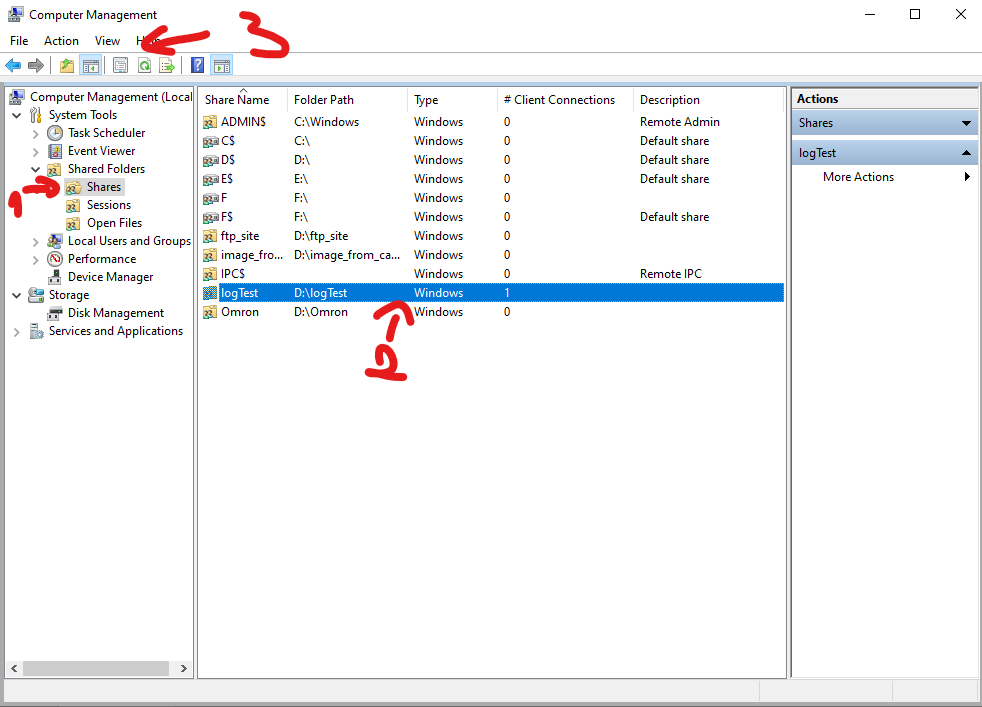 Computer Management
3
File Action View Help
Computer Management (Local
System Tools
Task Scheduler
Event Viewer
Shared Folders
1
Shares
Sessions
Open Files
Local Users and Groups
Performance
Device Manager
Storage
Disk Management
Services and Applications
Share Name Folder Path Type # Client Connections Description
ADMIN$ C:\Windows Windows 0 Remote Admin
C$ C:\ Windows 0 Default share
D$ D:\ Windows 0 Default share
E$ E:\ Windows 0 Default share
F F:\ Windows 0
F$ F:\ Windows 0 Default share
ftp_site D:\ftp_site Windows 0
image_fro... D:\image_from_ca... Windows 0
IPC$ Windows 0 Remote IPC
logTest D:\logTest Windows 1
Omron D:\Omron Windows 0
2
Actions
Shares
logTest
More Actions